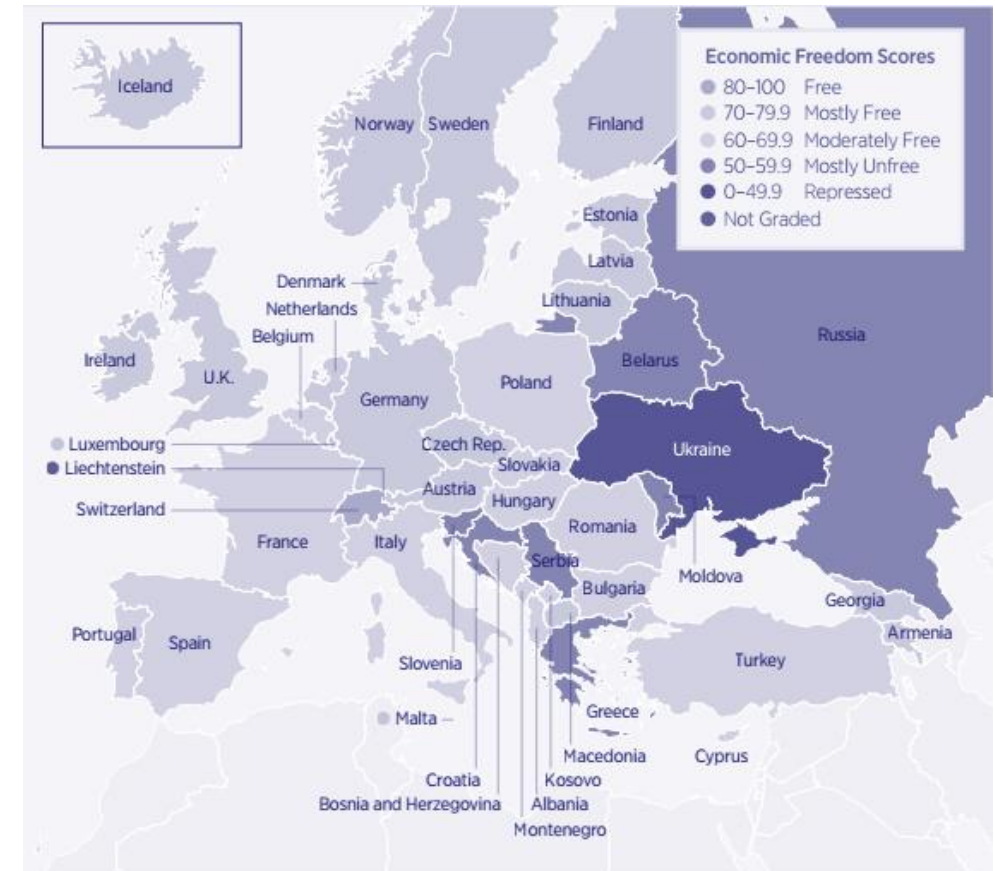 Iceland
Economic Freedom Scores
80–100 Free
70–79.9 Mostly Free
60–69.9 Moderately Free
50–59.9 Mostly Unfree
0–49.9 Repressed
Not Graded
Norway
Sweden
Finland
Estonia
Latvia
Lithuania
Denmark
Netherlands
Belgium
Ireland
U.K.
Germany
Poland
Belarus
Russia
Luxembourg
Liechtenstein
Switzerland
Czech Rep.
Slovakia
Ukraine
Austria
Hungary
France
Italy
Romania
Serbia
Bulgaria
Moldova
Georgia
Armenia
Portugal
Spain
Slovenia
Turkey
Malta
Greece
Macedonia
Cyprus
Croatia
Kosovo
Bosnia and Herzegovina
Albania
Montenegro